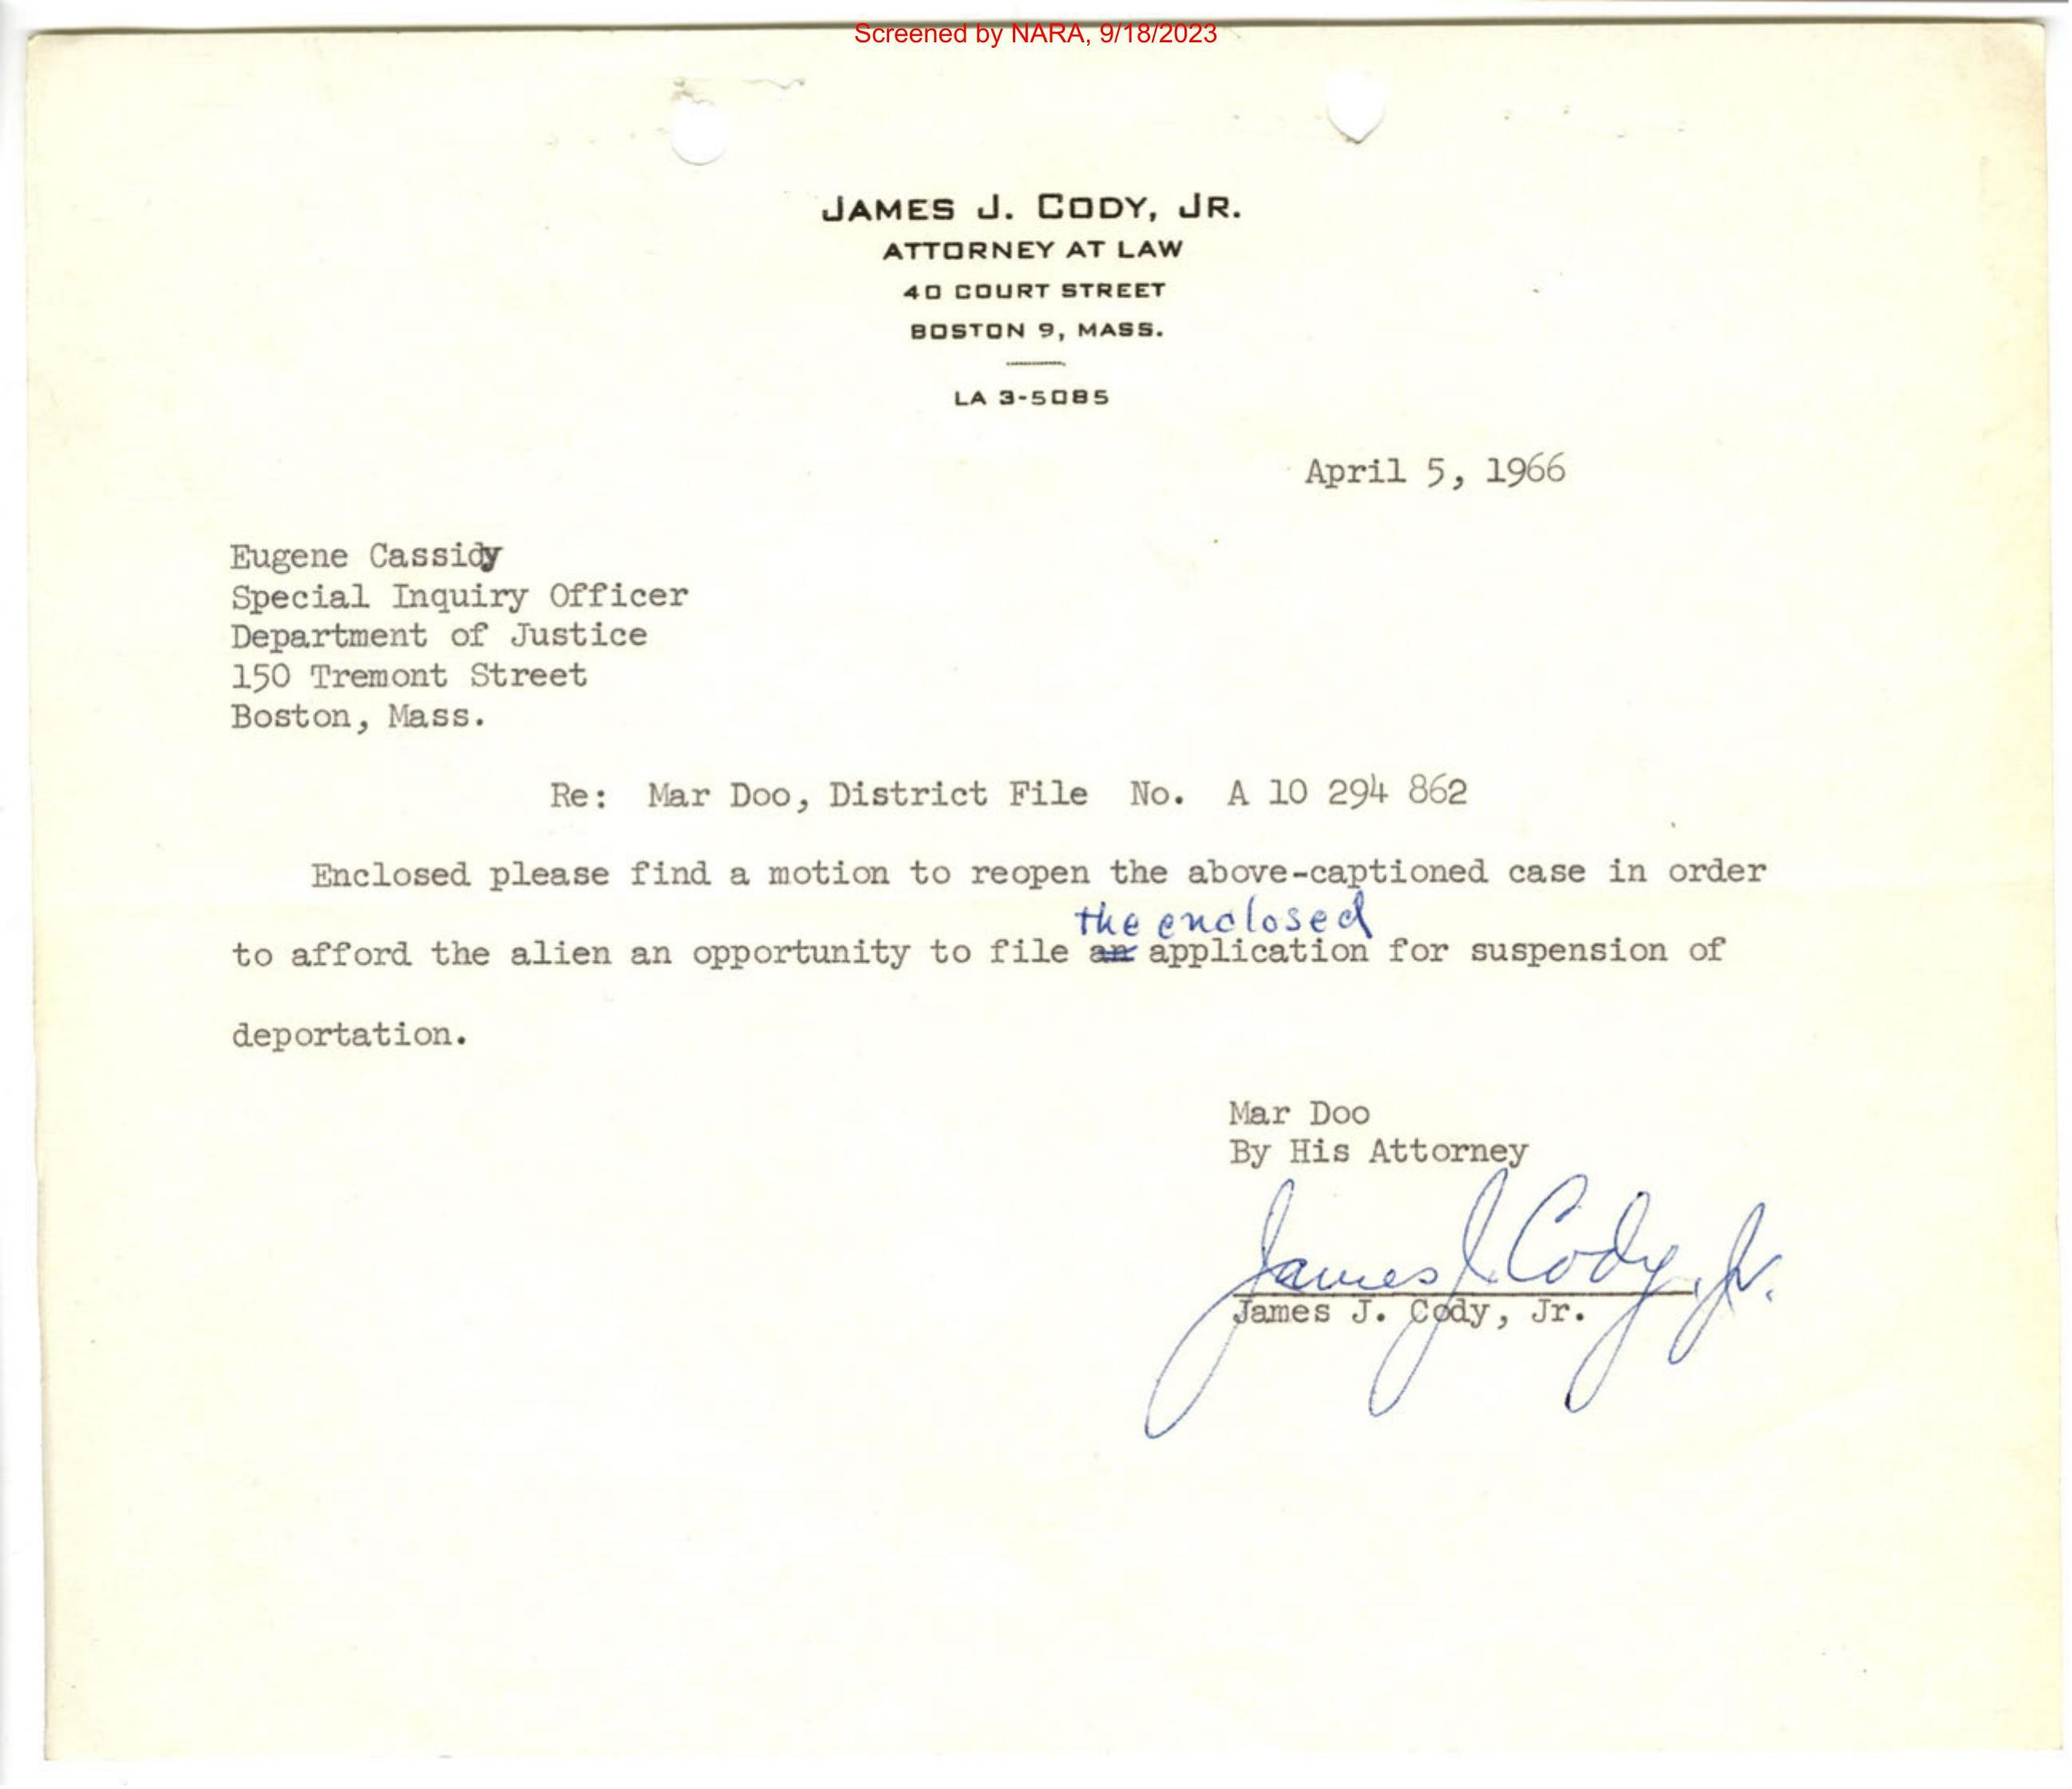 Screened by NARA, 9/18/2023
JAMES J. CODY, JR.
ATTORNEY AT LAW
40 COURT STREET
BOSTON 9, MASS.
LA 3-5085
April 5, 1966
Eugene Cassidy
Special Inquiry Officer
Department of Justice
150 Tremont Street
Boston, Mass.
Re: Mar Doo, District File No. A 10 294 862
Enclosed please find a motion to reopen the above-captioned case in order
the enclosed
to afford the alien an opportunity to file an application for suspension of
deportation.
Mar Doo
By His Attorney
James J. Cody, Jr.
James J. Cody, Jr.